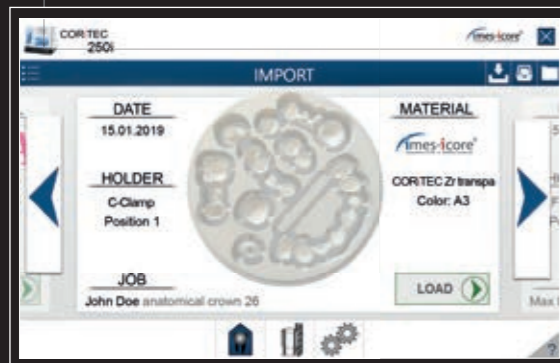 CORiTEC
250i
imes-icore®
IMPORT
DATE
15.01.2019
HOLDER
C-Clamp
Position 1
JOB
John Doe anatomical crown 26
MATERIAL
imes-icore®
CORiTEC Zr transpa
Color: A3
LOAD
Max
?